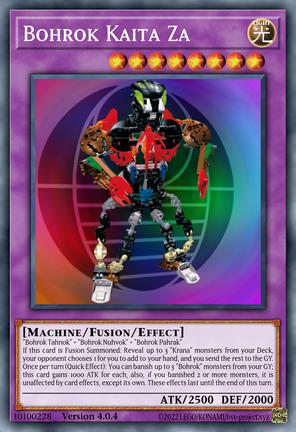 Bohrok Kaita Za
LIGHT
光
[Machine/Fusion/Effect]
"Bohrok Tahnok" + "Bohrok Nuhvok" + "Bohrok Pahrak"
If this card is Fusion Summoned: Reveal up to 3 "Krana" monsters from your Deck,
your opponent chooses 1 for you to add to your hand, and you send the rest to the GY.
Once per turn (Quick Effect): You can banish up to 3 "Bohrok" monsters from your GY;
this card gains 1000 ATK for each, also, if you banished 2 or more monsters, it is
unaffected by card effects, except its own. These effects last until the end of this turn.
ATK/2500 DEF/2000
10100228 Version 4.0.4 ©2022 LEGO/KONAMI/bye-project.xyz